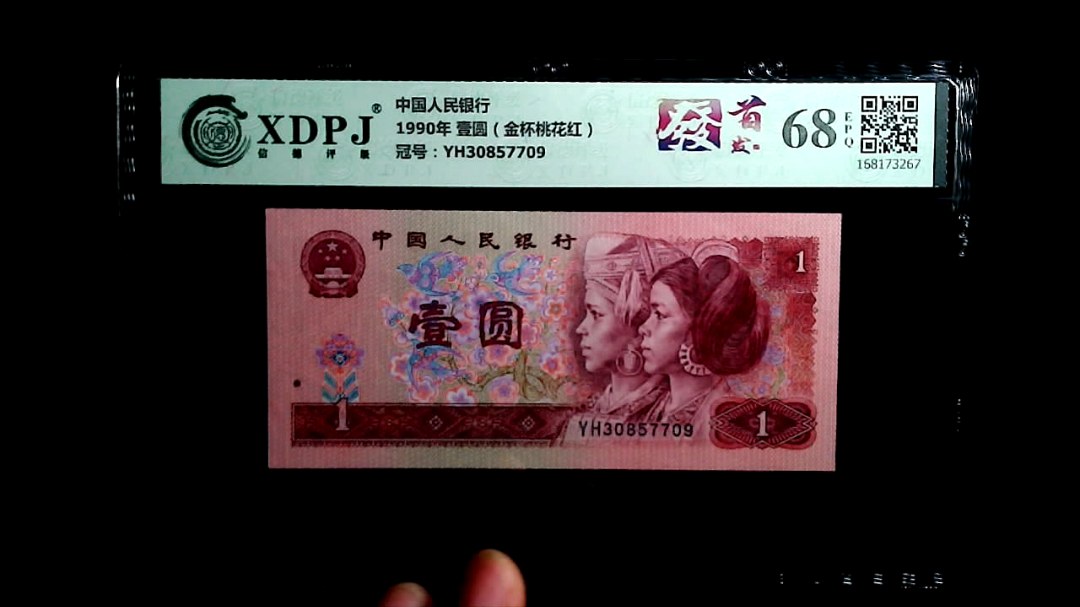 XDPJ®
信德评级
中国人民银行
1990年 壹圆（金杯桃花红）
冠号：YH30857709
發
首发
68
EPQ
168173267
中国人民银行
1
壹圆
1
YH30857709
1